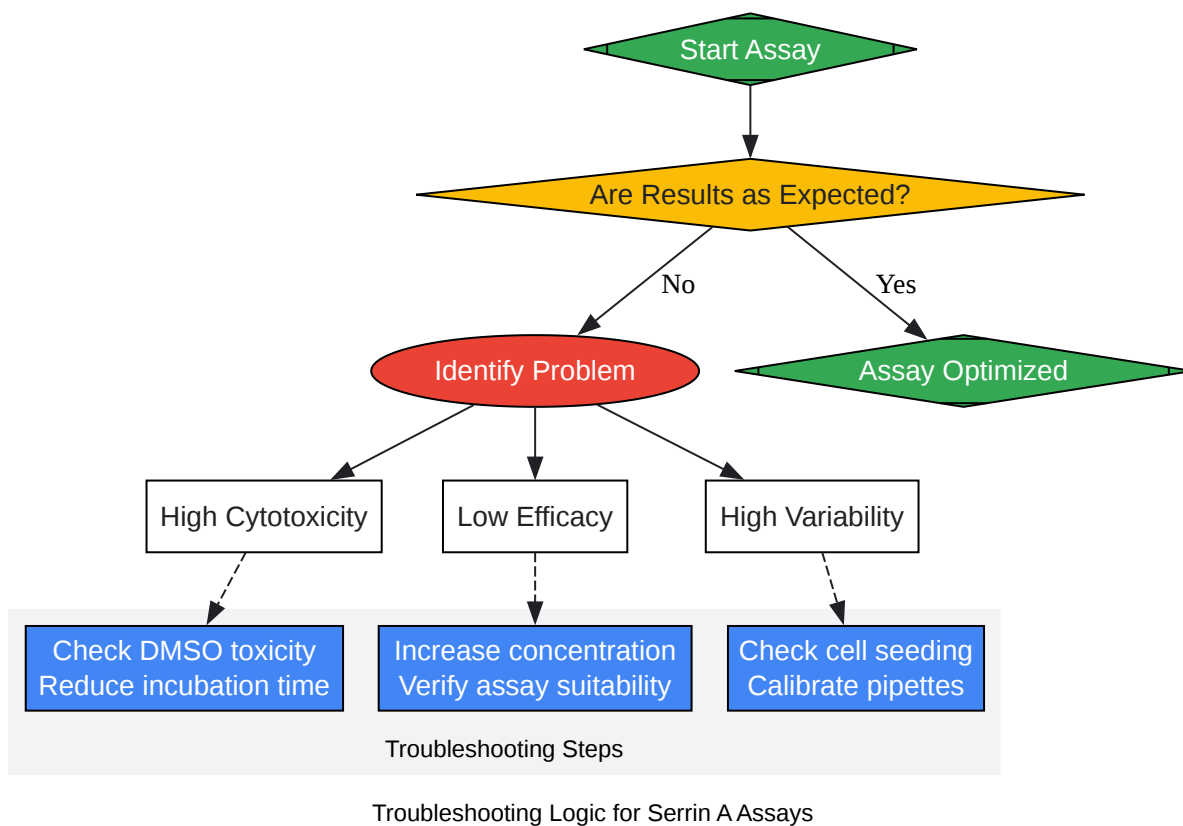 Start Assay
Are Results as Expected?
No
Yes
Identify Problem
Assay Optimized
High Cytotoxicity
Low Efficacy
High Variability
Check DMSO toxicity
Reduce incubation time
Increase concentration
Verify assay suitability
Check cell seeding
Calibrate pipettes
Troubleshooting Steps
Troubleshooting Logic for Serrin A Assays